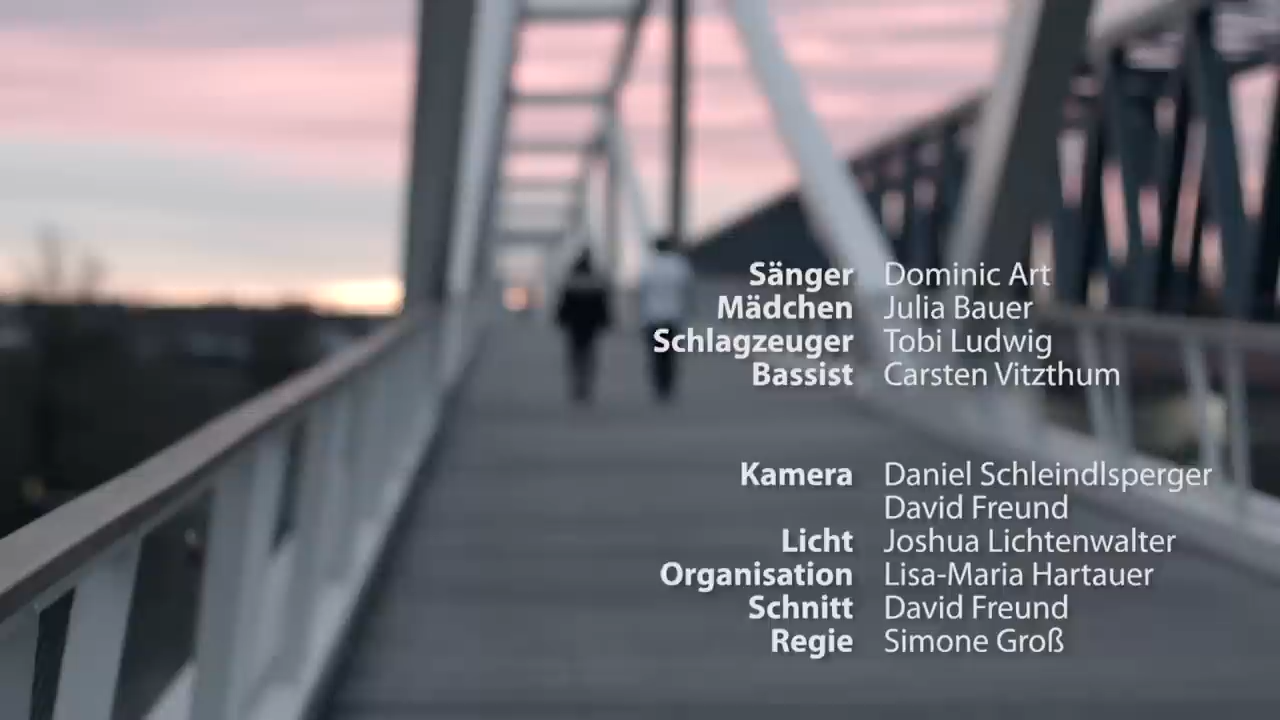 Sänger Dominic Art
Mädchen Julia Bauer
Schlagzeuger Tobi Ludwig
Bassist Carsten Vitzthum
Kamera Daniel Schleindlsperger
David Freund
Licht Joshua Lichtenwalter
Organisation Lisa-Maria Hartauer
Schnitt David Freund
Regie Simone Groß